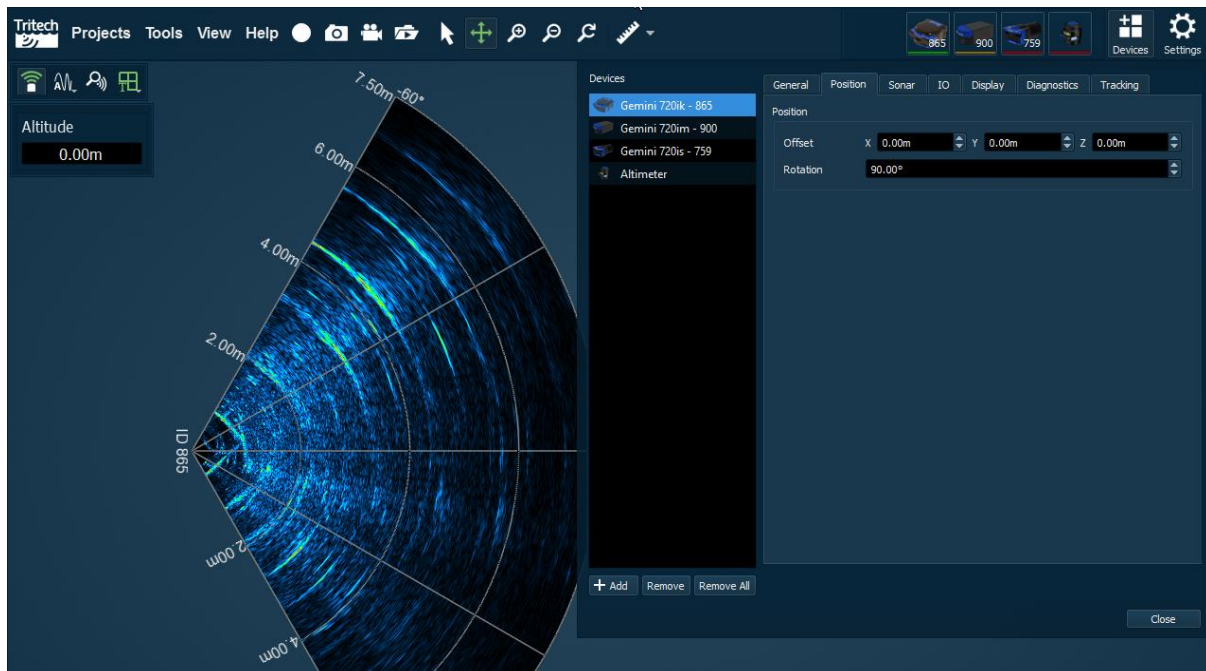 Tritech Projects Tools View Help
865 900 759
Devices Settings
Altitude
0.00m
7.50m -60°
6.00m
4.00m
2.00m
ID 865
2.00m
4.00m
Devices
Gemini 720ik - 865
Gemini 720im - 900
Gemini 720is - 759
Altimeter
+ Add Remove Remove All
General Position Sonar IO Display Diagnostics Tracking
Position
Offset X 0.00m Y 0.00m Z 0.00m
Rotation 90.00°
Close